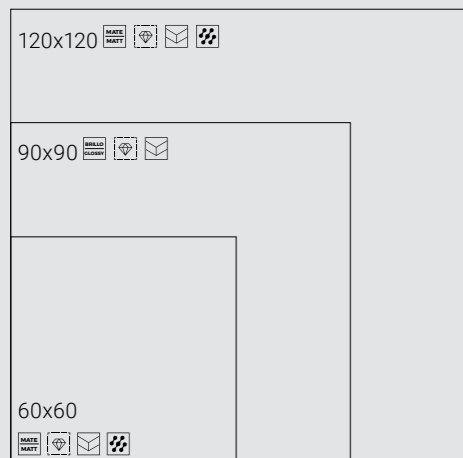 120x120 MATE
MATT
90x90 BRILLO
GLOSSY
60x60
MATE
MATT